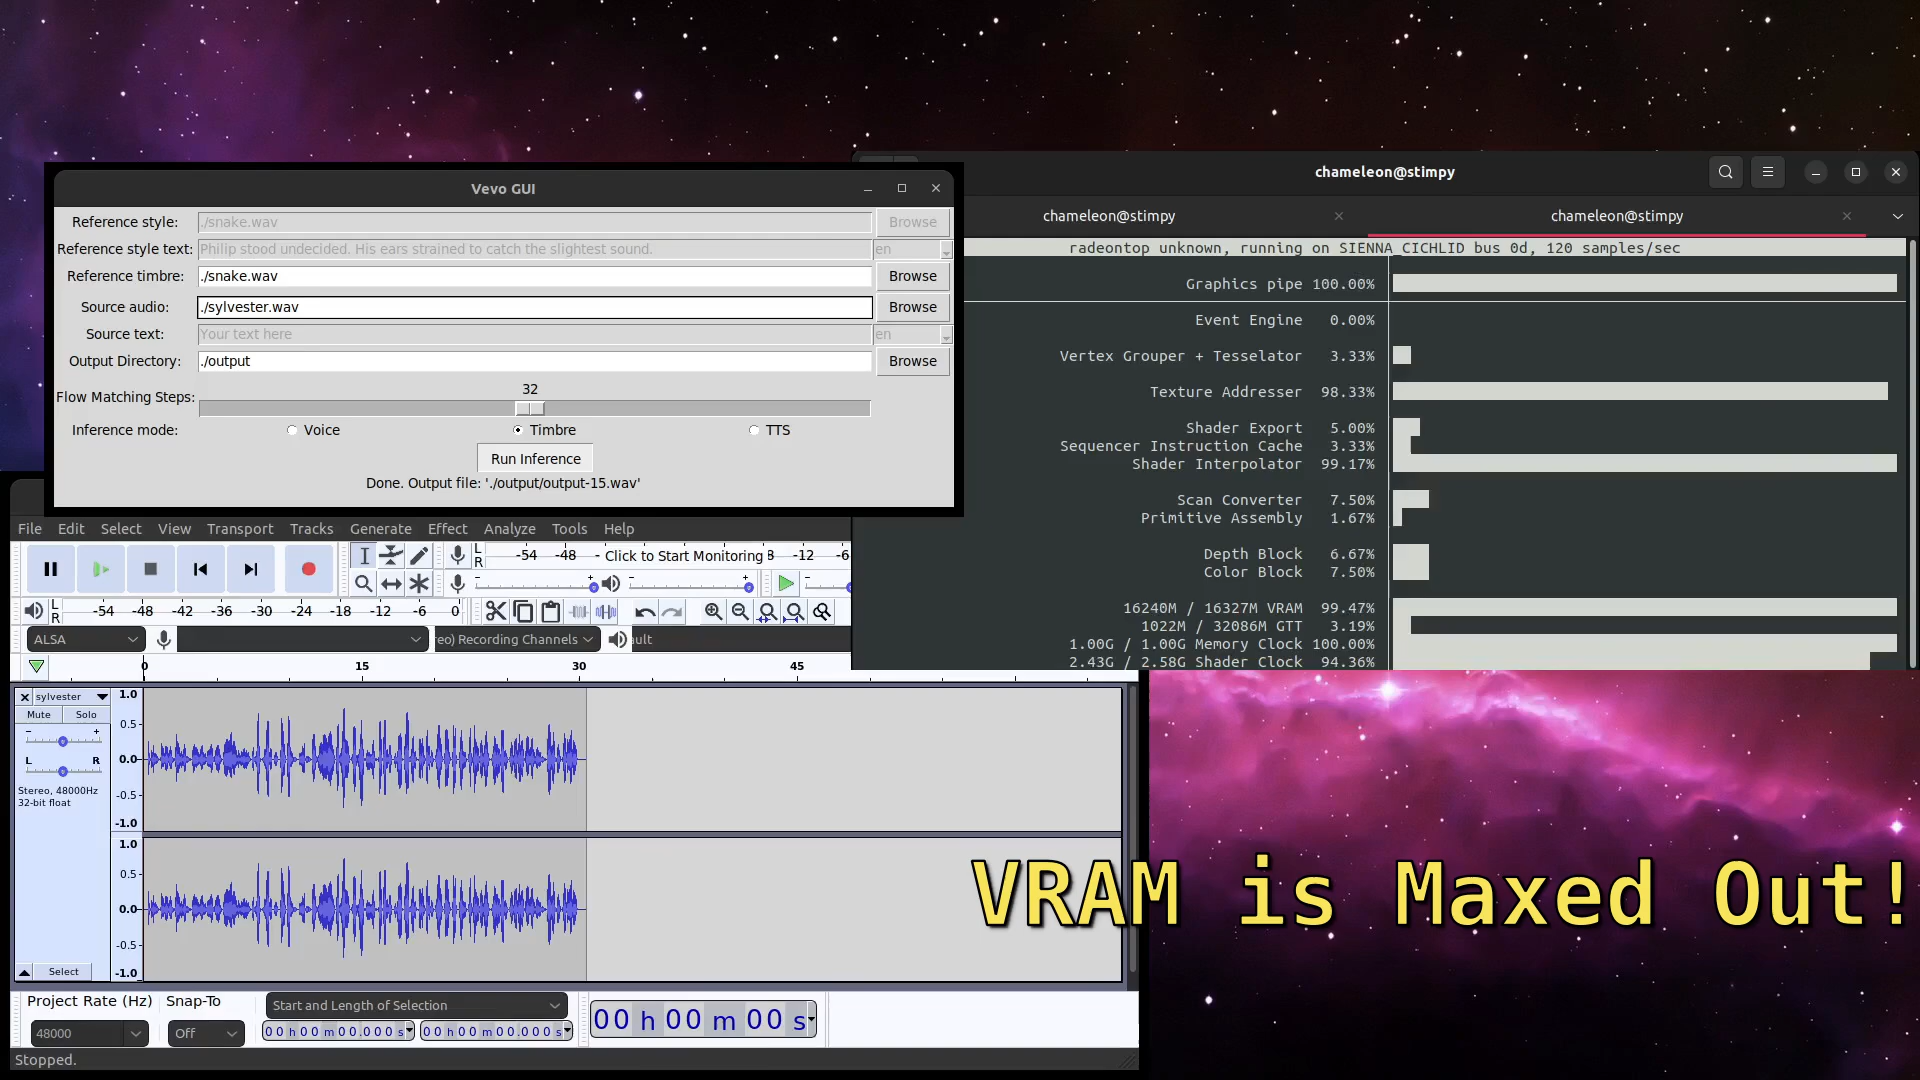 Vevo GUI
Reference style: ./snake.wav Browse
Reference style text: Philip stood undecided. His ears strained to catch the slightest sound. en
Reference timbre: ./snake.wav Browse
Source audio: ./sylvester.wav Browse
Source text: Your text here en
Output Directory: ./output Browse
32
Flow Matching Steps:
Inference mode: Voice Timbre TTS
Run Inference
Done. Output file: './output/output-15.wav'
chameleon@stimpy
chameleon@stimpy chameleon@stimpy
radeontop unknown, running on SIENNA_CICHLID bus 0d, 120 samples/sec
Graphics pipe 100.00%
Event Engine 0.00%
Vertex Grouper + Tesselator 3.33%
Texture Addresser 98.33%
Shader Export 5.00%
Sequencer Instruction Cache 3.33%
Shader Interpolator 99.17%
Scan Converter 7.50%
Primitive Assembly 1.67%
Depth Block 6.67%
Color Block 7.50%
16240M / 16327M VRAM 99.47%
1022M / 32086M GTT 3.19%
1.00G / 1.00G Memory Clock 100.00%
2.43G / 2.58G Shader Clock 94.36%
File Edit Select View Transport Tracks Generate Effect Analyze Tools Help
L
R
-54 -48 - Click to Start Monitoring 8 -12 -6
- + - + -
L
R
-54 -48 -42 -36 -30 -24 -18 -12 -6 0
ALSA eo) Recording Channels ault
0 15 30 45
sylvester
Mute Solo
- +
L R
Stereo, 48000Hz
32-bit float
Select
1.0
0.5
0.0
-0.5
-1.0
1.0
0.5
0.0
-0.5
-1.0
VRAM is Maxed Out!
Project Rate (Hz) Snap-To Start and Length of Selection
48000 Off 00 h 00 m 00.000 s 00 h 00 m 00.000 s 00 h 00 m 00 s
Stopped.